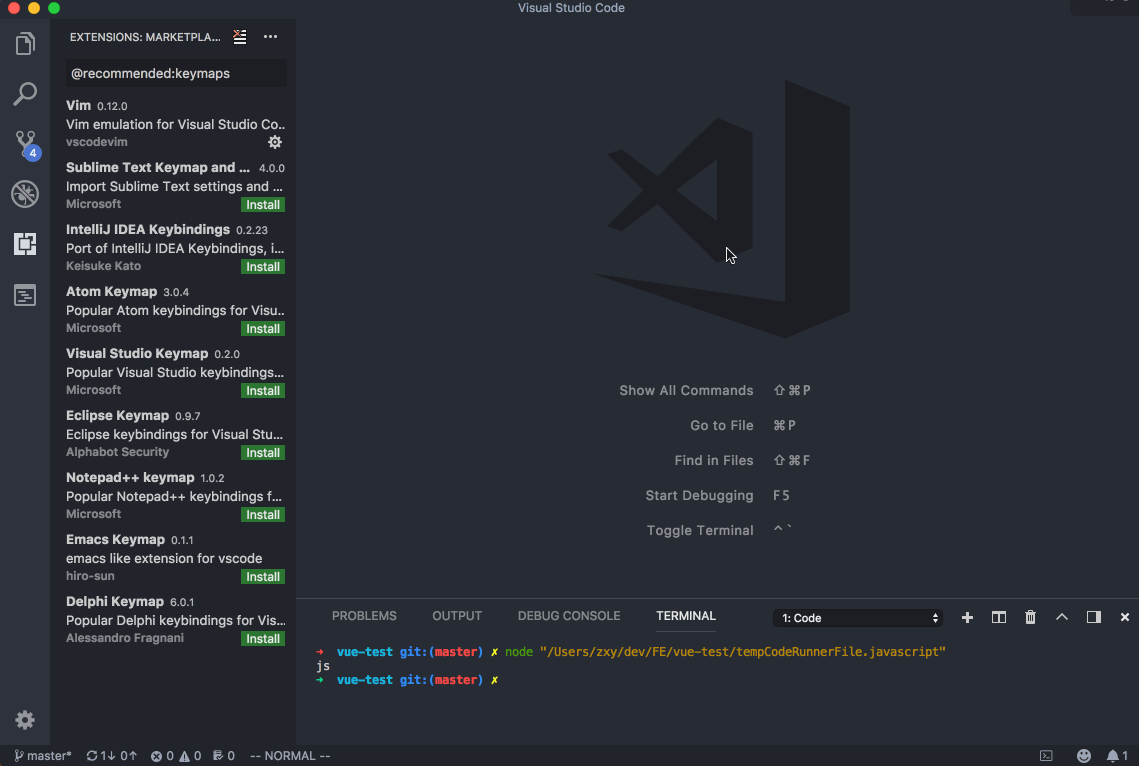 Visual Studio Code
EXTENSIONS: MARKETPLA...
@recommended:keymaps
Vim 0.12.0
Vim emulation for Visual Studio Co..
vscodevim
Sublime Text Keymap and ... 4.0.0
Import Sublime Text settings and ...
Microsoft Install
IntelliJ IDEA Keybindings 0.2.23
Port of IntelliJ IDEA Keybindings, i...
Keisuke Kato Install
Atom Keymap 3.0.4
Popular Atom keybindings for Visu..
Microsoft Install
Visual Studio Keymap 0.2.0
Popular Visual Studio keybindings...
Microsoft Install
Eclipse Keymap 0.9.7
Eclipse keybindings for Visual Stu...
Alphabot Security Install
Notepad++ keymap 1.0.2
Popular Notepad++ keybindings f...
Microsoft Install
Emacs Keymap 0.1.1
emacs like extension for vscode
hiro-sun Install
Delphi Keymap 6.0.1
Popular Delphi keybindings for Vis...
Alessandro Fragnani Install
4
Show All Commands ⇧⌘P
Go to File ⌘P
Find in Files ⇧⌘F
Start Debugging F5
Toggle Terminal ^`
PROBLEMS OUTPUT DEBUG CONSOLE TERMINAL 1: Code
➜ vue-test git:(master) ✗ node "/Users/zxy/dev/FE/vue-test/tempCodeRunnerFile.javascript"
js
➜ vue-test git:(master) ✗
master* 1↓ 0↑ 0 0 0 -- NORMAL -- 1